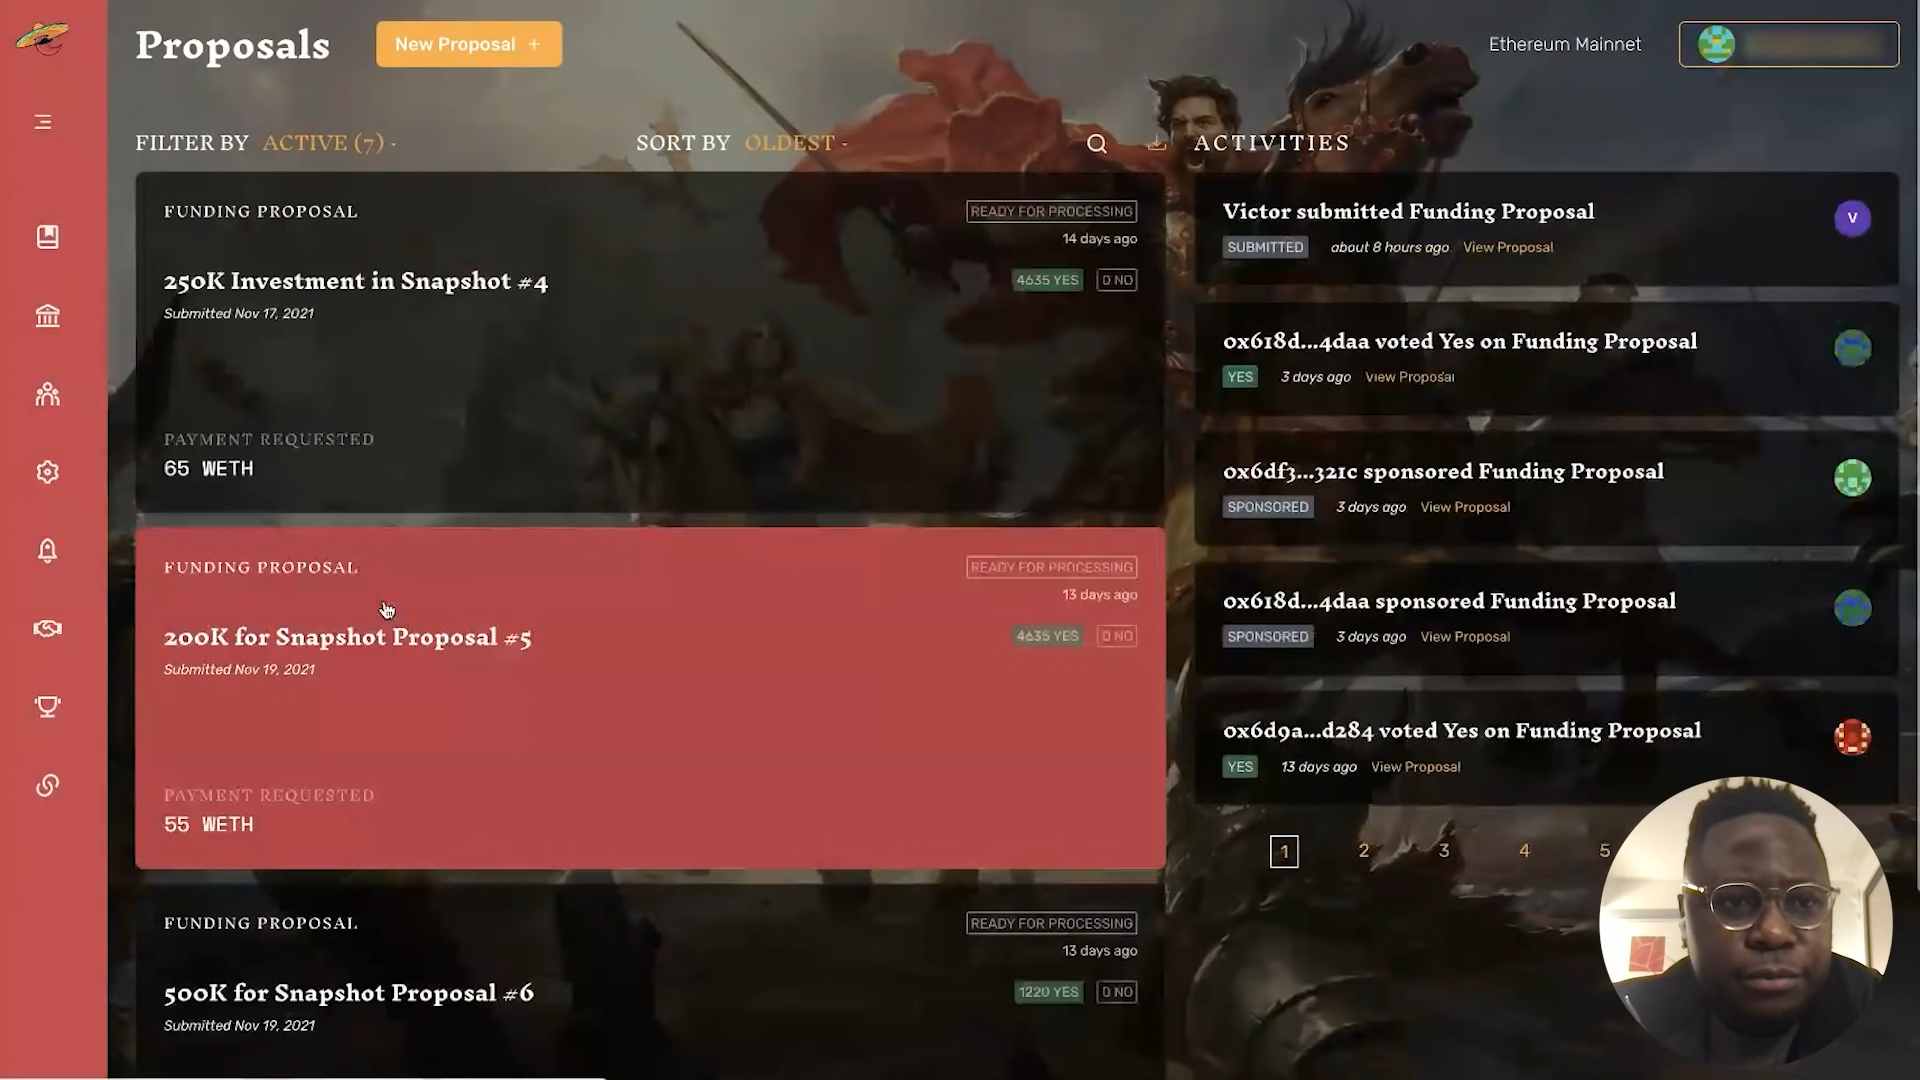 Proposals
New Proposal +
Ethereum Mainnet
FILTER BY ACTIVE (7)
SORT BY OLDEST
ACTIVITIES
FUNDING PROPOSAL
READY FOR PROCESSING
14 days ago
250K Investment in Snapshot #4
4635 YES
0 NO
Submitted Nov 17, 2021
PAYMENT REQUESTED
65 WETH
FUNDING PROPOSAL
READY FOR PROCESSING
13 days ago
200K for Snapshot Proposal #5
4635 YES
0 NO
Submitted Nov 19, 2021
PAYMENT REQUESTED
55 WETH
FUNDING PROPOSAL
READY FOR PROCESSING
13 days ago
500K for Snapshot Proposal #6
1220 YES
0 NO
Submitted Nov 19, 2021
Victor submitted Funding Proposal
V
SUBMITTED about 8 hours ago View Proposal
0x618d...4daa voted Yes on Funding Proposal
YES 3 days ago View Proposal
0x6df3...321c sponsored Funding Proposal
SPONSORED 3 days ago View Proposal
0x618d...4daa sponsored Funding Proposal
SPONSORED 3 days ago View Proposal
0x6d9a...d284 voted Yes on Funding Proposal
YES 13 days ago View Proposal
1 2 3 4 5